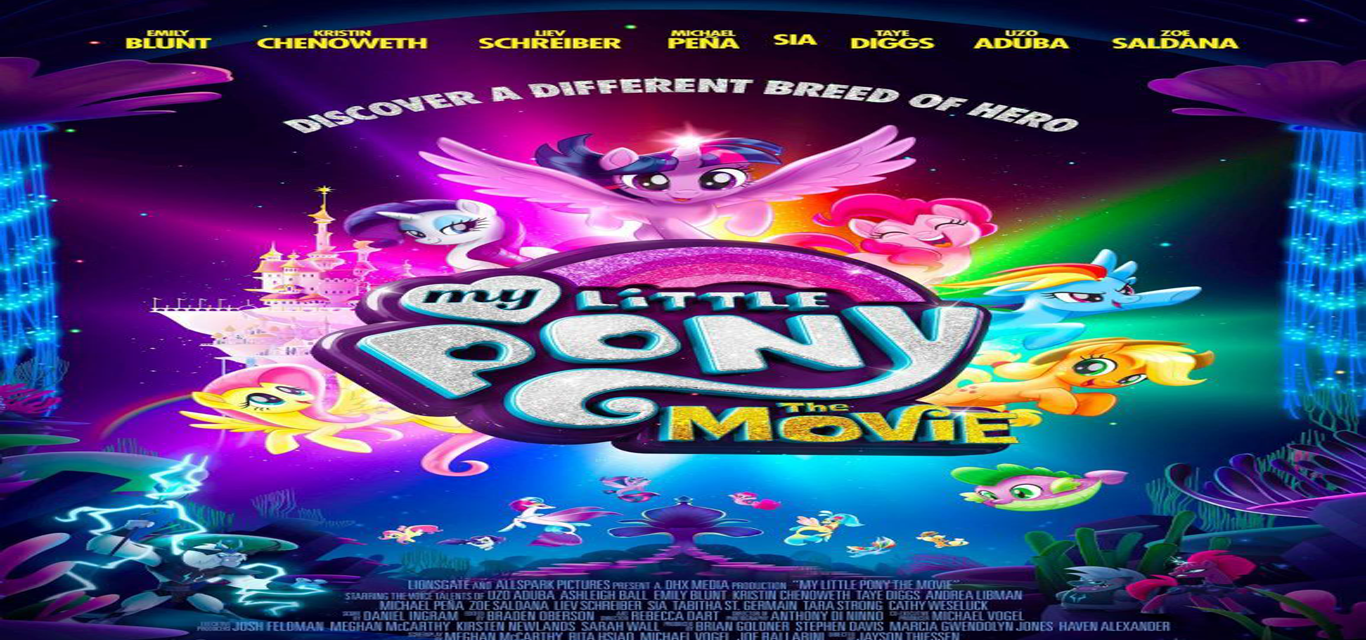 EMILY BLUNT KRISTIN CHENOWETH LIEV SCHREIBER MICHAEL PEÑA SIA TAYE DIGGS UZO ADUBA ZOE SALDANA
DISCOVER A DIFFERENT BREED OF HERO
my LITTLE
PONY
The MOViE
LIONSGATE AND ALLSPARK PICTURES PRESENT A DHX MEDIA PRODUCTION "MY LITTLE PONY THE MOVIE"
STARRING THE VOICE TALENTS OF UZO ADUBA ASHLEIGH BALL EMILY BLUNT KRISTIN CHENOWETH TAYE DIGGS ANDREA LIBMAN
MICHAEL PEÑA ZOE SALDANA LIEV SCHREIBER SIA TABITHA ST. GERMAIN TARA STRONG CATHY WESELUCK
DANIEL INGRAM BRADEN OBERSON REBECCA DART ANTHONY DI NINNO MICHAEL VOGEL
JOSH FELDMAN MEGHAN McCARTHY KIRSTEN NEWLANDS SARAH WALL BRIAN GOLDNER STEPHEN DAVIS MARCIA GWENDOLYN JONES HAVEN ALEXANDER
MEGHAN McCARTHY RITA HSIAO MICHAEL VOGEL JOE BALLARINI JAYSON THIESSEN